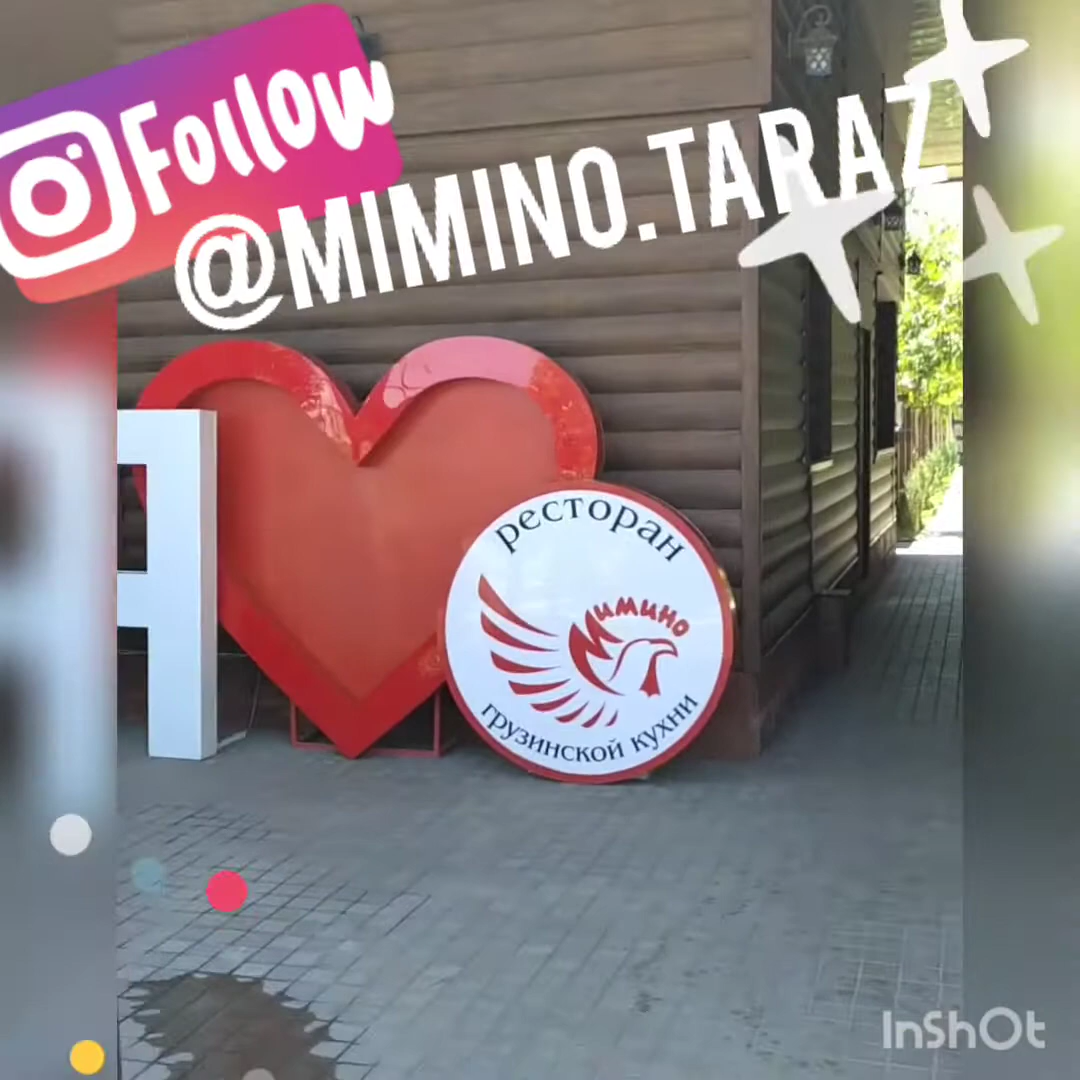 Follow
@MIMINO.TARAZ
Я
ресторан
Мимино
грузинской кухни
InShOt